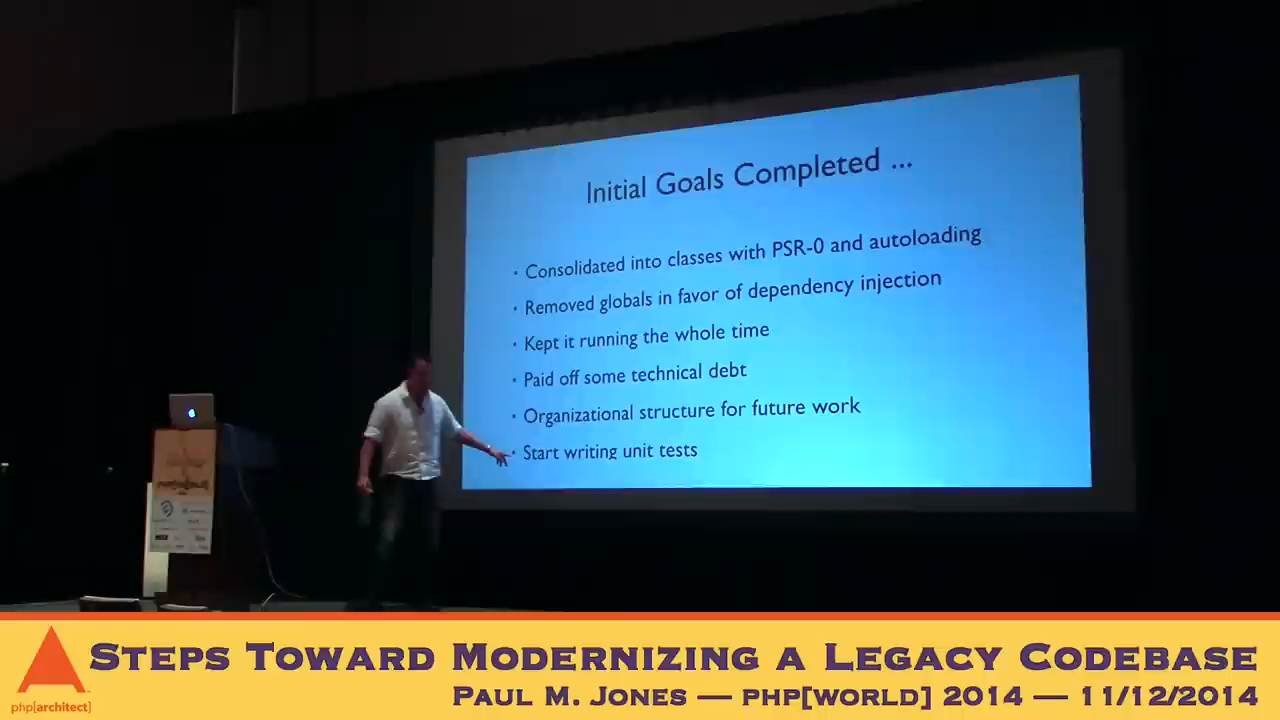 Initial Goals Completed ...
• Consolidated into classes with PSR-0 and autoloading
• Removed globals in favor of dependency injection
• Kept it running the whole time
• Paid off some technical debt
• Organizational structure for future work
• Start writing unit tests
STEPS TOWARD MODERNIZING A LEGACY CODEBASE
PAUL M. JONES — PHP[WORLD] 2014 — 11/12/2014
php[architect]